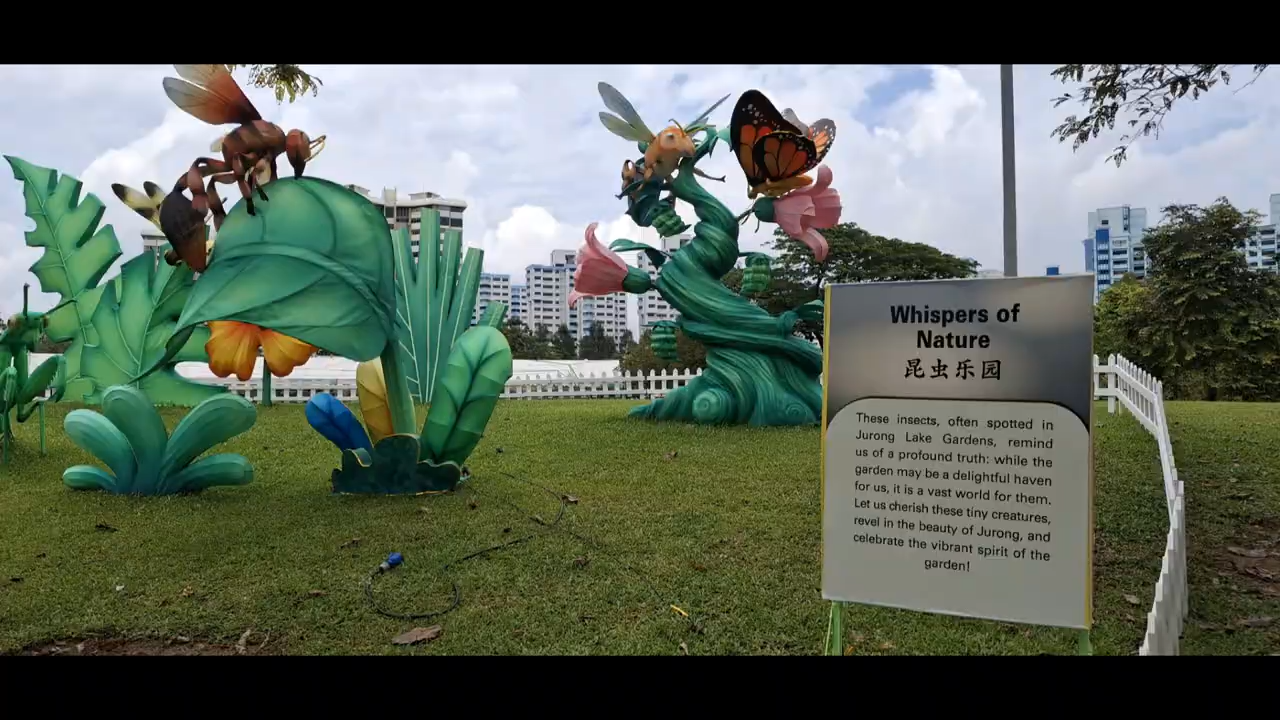 Whispers of
Nature
昆虫乐园
These insects, often spotted in
Jurong Lake Gardens, remind
us of a profound truth: while the
garden may be a delightful haven
for us, it is a vast world for them.
Let us cherish these tiny creatures,
revel in the beauty of Jurong, and
celebrate the vibrant spirit of the
garden!